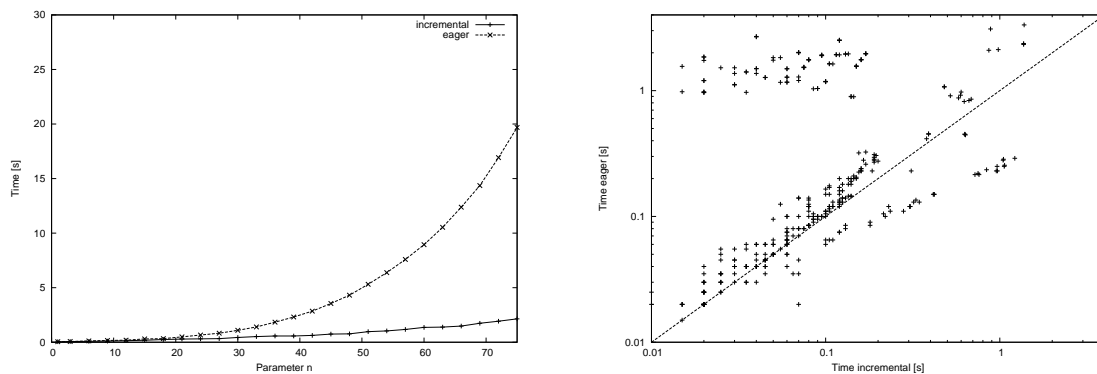 30
25
20
15
10
5
0
Time [s]
0 10 20 30 40 50 60 70
Parameter n
incremental
eager
1
0.1
0.01
Time eager [s]
0.01 0.1 1
Time incremental [s]